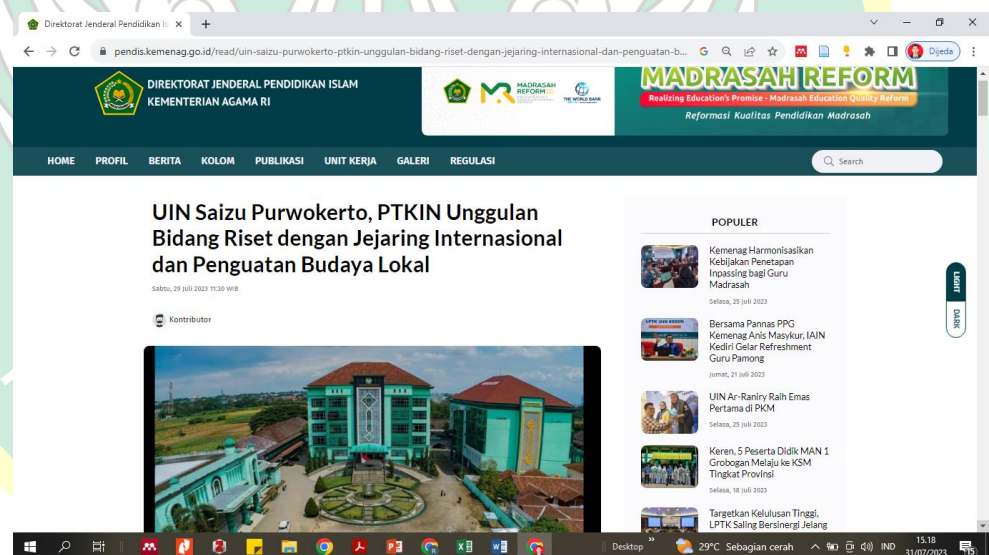 Direktorat Jenderal Pendidikan Is
pendis.kemenag.go.id/read/uin-saizu-purwokerto-ptkin-unggulan-bidang-riset-dengan-jejaring-internasional-dan-penguatan-b...
Dijeda
DIREKTORAT JENDERAL PENDIDIKAN ISLAM
KEMENTERIAN AGAMA RI
MADRASAH
REFORM
THE WORLD BANK
MADRASAH REFORM
Realizing Education's Promise - Madrasah Education Quality Reform
Reformasi Kualitas Pendidikan Madrasah
HOME PROFIL BERITA KOLOM PUBLIKASI UNIT KERJA GALERI REGULASI
Search
UIN Saizu Purwokerto, PTKIN Unggulan
Bidang Riset dengan Jejaring Internasional
dan Penguatan Budaya Lokal
Sabtu, 29 Juli 2023 11:30 WIB
Kontributor
POPULER
Kemenag Harmonisasikan
Kebijakan Penetapan
Inpassing bagi Guru
Madrasah
Selasa, 25 Juli 2023
Bersama Pannas PPG
Kemenag Anis Masykur, IAIN
Kediri Gelar Refreshment
Guru Pamong
Jumat, 21 Juli 2023
UIN Ar-Raniry Raih Emas
Pertama di PKM
Selasa, 25 Juli 2023
Keren, 5 Peserta Didik MAN 1
Grobogan Melaju ke KSM
Tingkat Provinsi
Selasa, 18 Juli 2023
Targetkan Kelulusan Tinggi,
LPTK Saling Bersinergi Jelang
LIGHT
DARK
Desktop
29°C Sebagian cerah
IND
15.18
31/07/2023
15